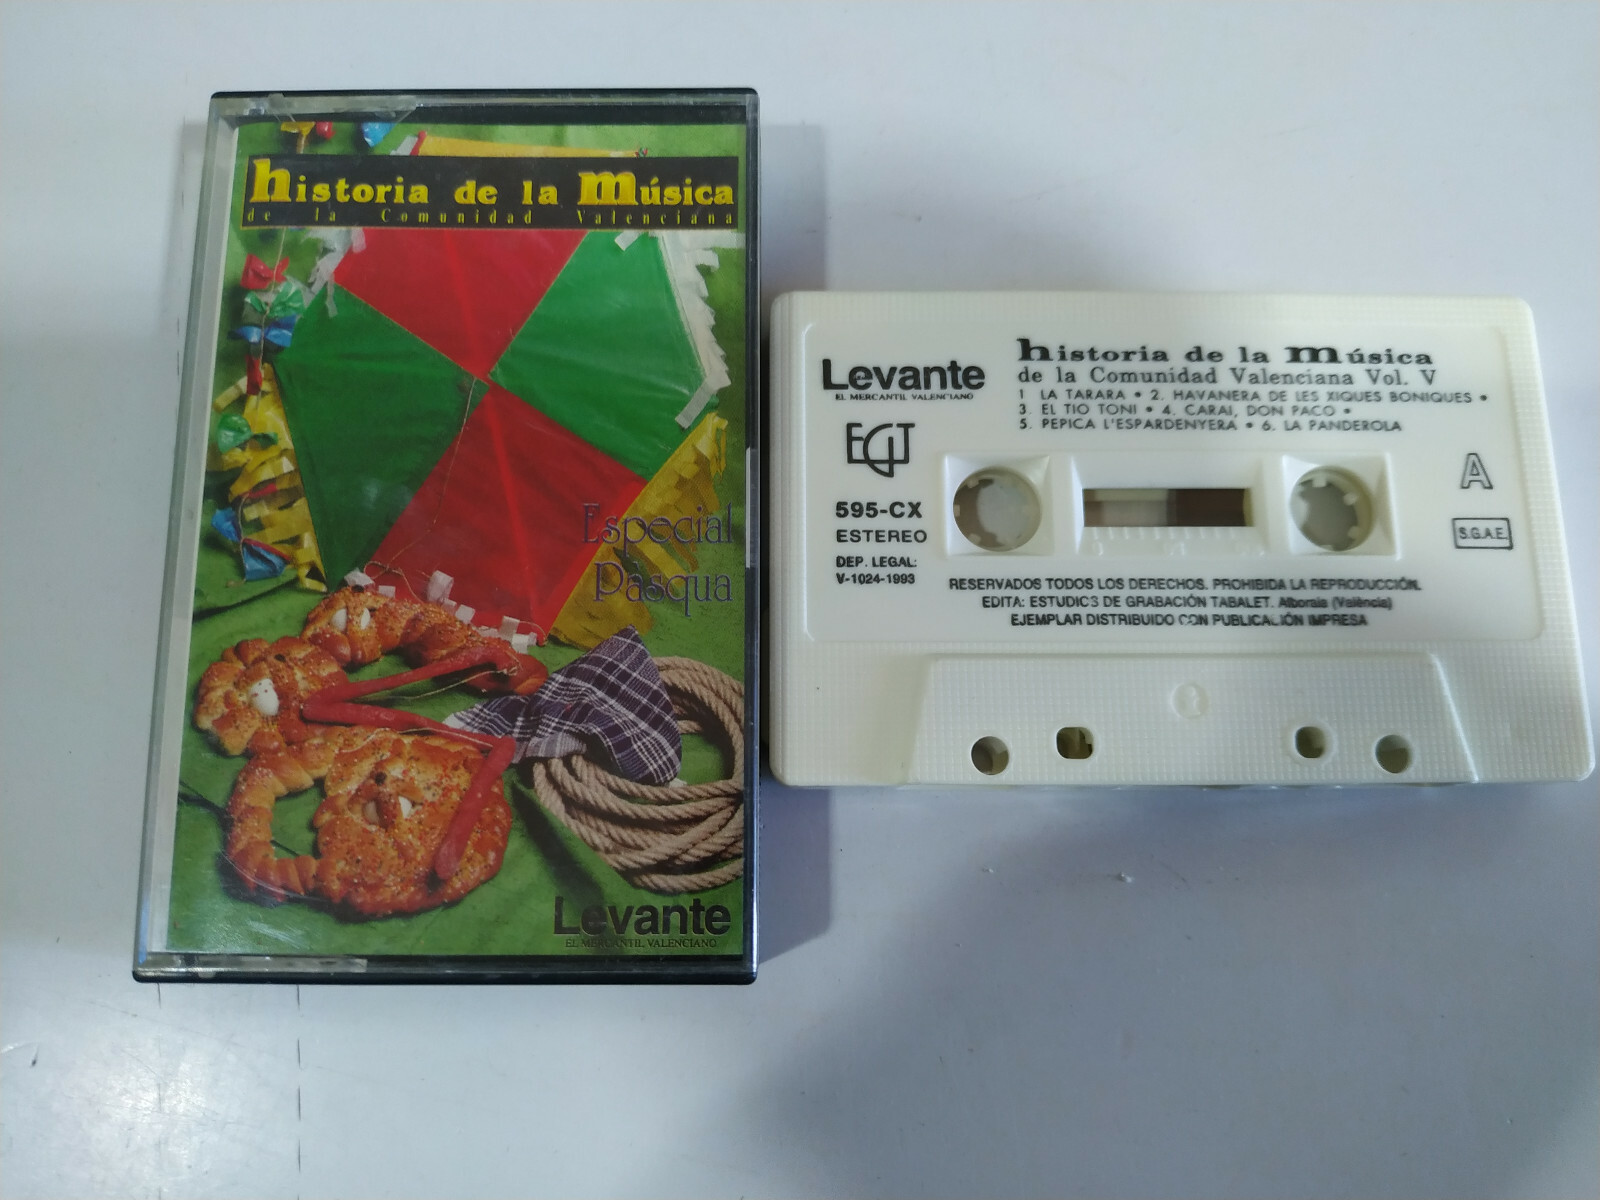 historia de la música
de la Comunidad Valenciana
Especial
Pasqua
Levante
EL MERCANTIL VALENCIANO
Levante
EL MERCANTIL VALENCIANO
historia de la música
de la Comunidad Valenciana Vol. V
1 LA TARARA • 2. HAVANERA DE LES XIQUES BONIQUES •
3. EL TIO TONI • 4. CARAI, DON PACO •
5. PEPICA L'ESPARDENYERA • 6. LA PANDEROLA
EGT
595-CX
ESTEREO
DEP. LEGAL:
V-1024-1993
A
S.G.A.E.
RESERVADOS TODOS LOS DERECHOS. PROHIBIDA LA REPRODUCCIÓN.
EDITA: ESTUDIOS DE GRABACIÓN TABALET. Alboraia (València)
EJEMPLAR DISTRIBUIDO CON PUBLICACIÓN IMPRESA